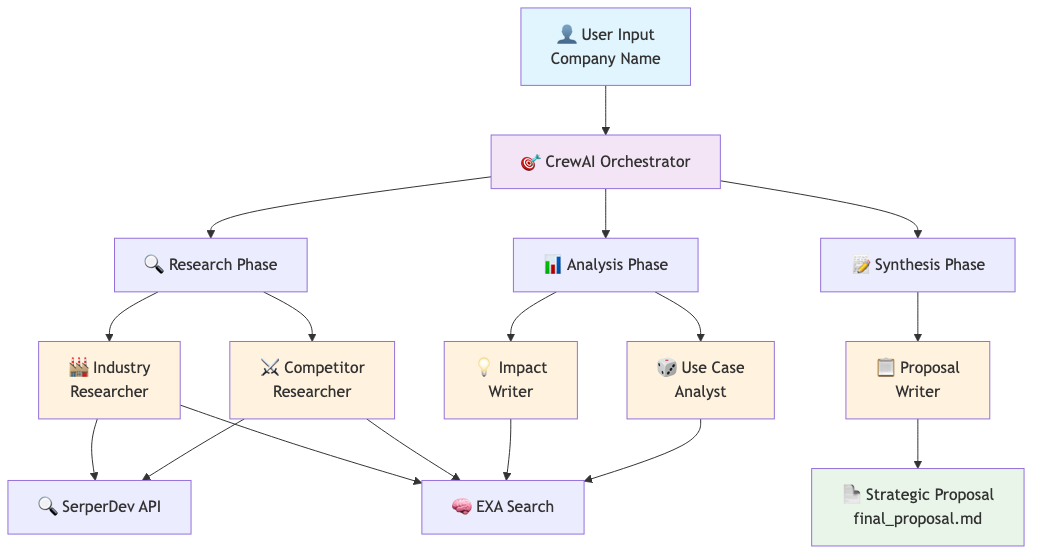 User Input
Company Name
CrewAI Orchestrator
Research Phase
Analysis Phase
Synthesis Phase
Industry
Researcher
Competitor
Researcher
Impact
Writer
Use Case
Analyst
Proposal
Writer
SerperDev API
EXA Search
Strategic Proposal
final_proposal.md